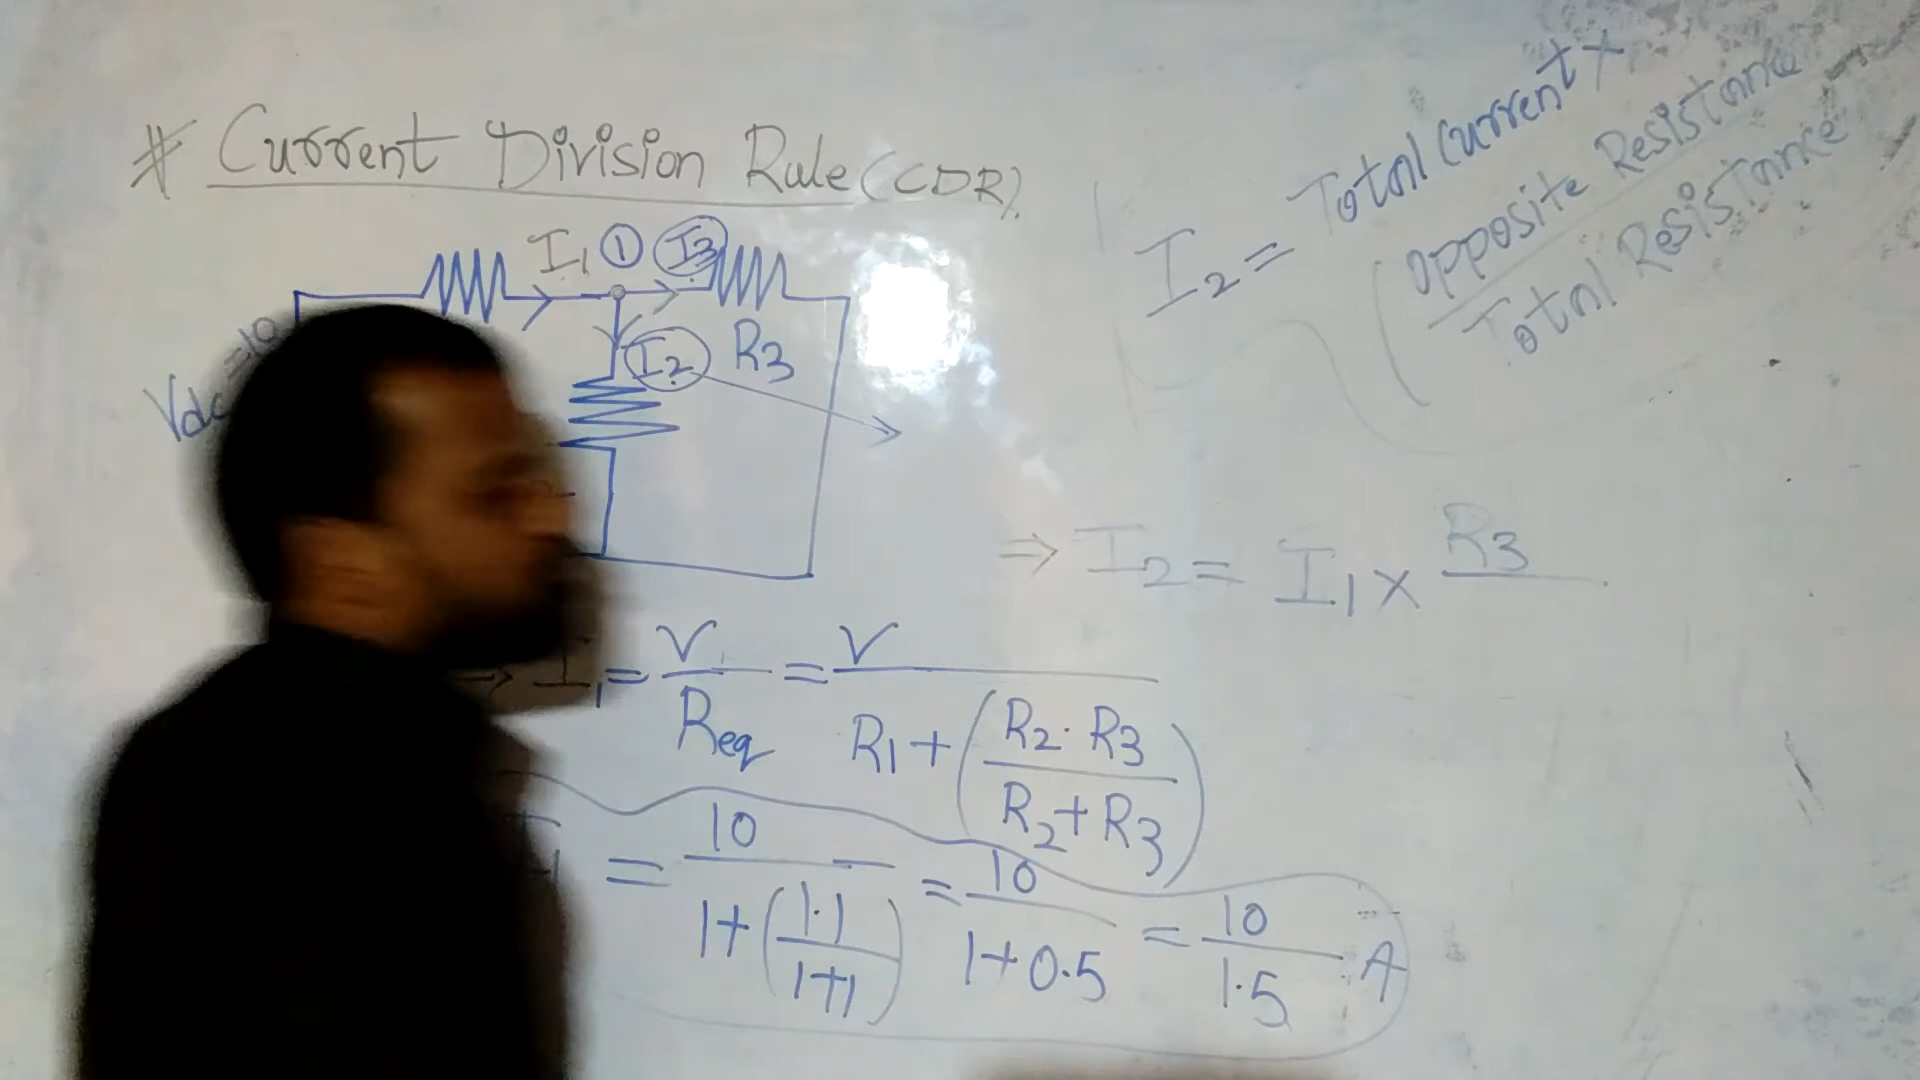 * Current Division Rule (CDR)
I1 ① I3
Vdc =10
I2 R3
I2 = Total Current ×
(Opposite Resistance
Total Resistance
⇒ I2 = I1 × R3
→ I1 = V / Req = V / R1 + (R2 · R3 / R2 + R3)
= 10 / 1 + (1.1 / 1+1) = 10 / 1+0.5 = 10 / 1.5 A